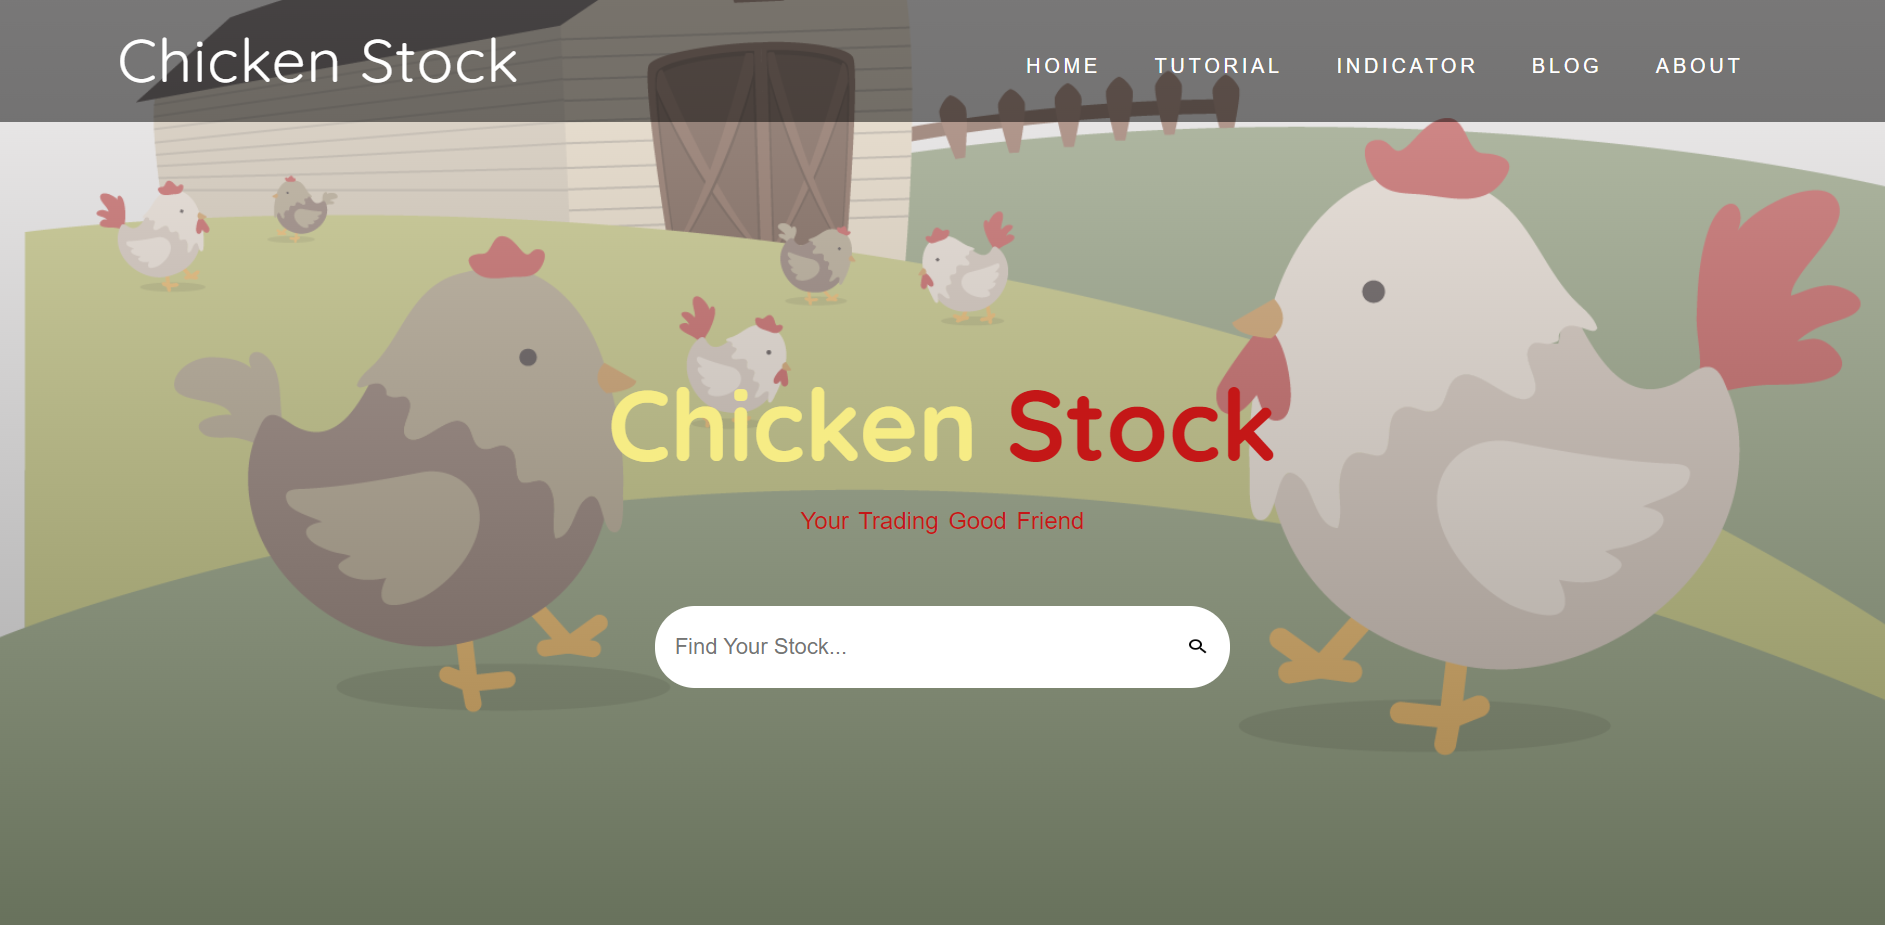 Chicken Stock
HOME TUTORIAL INDICATOR BLOG ABOUT
Chicken Stock
Your Trading Good Friend
Find Your Stock...